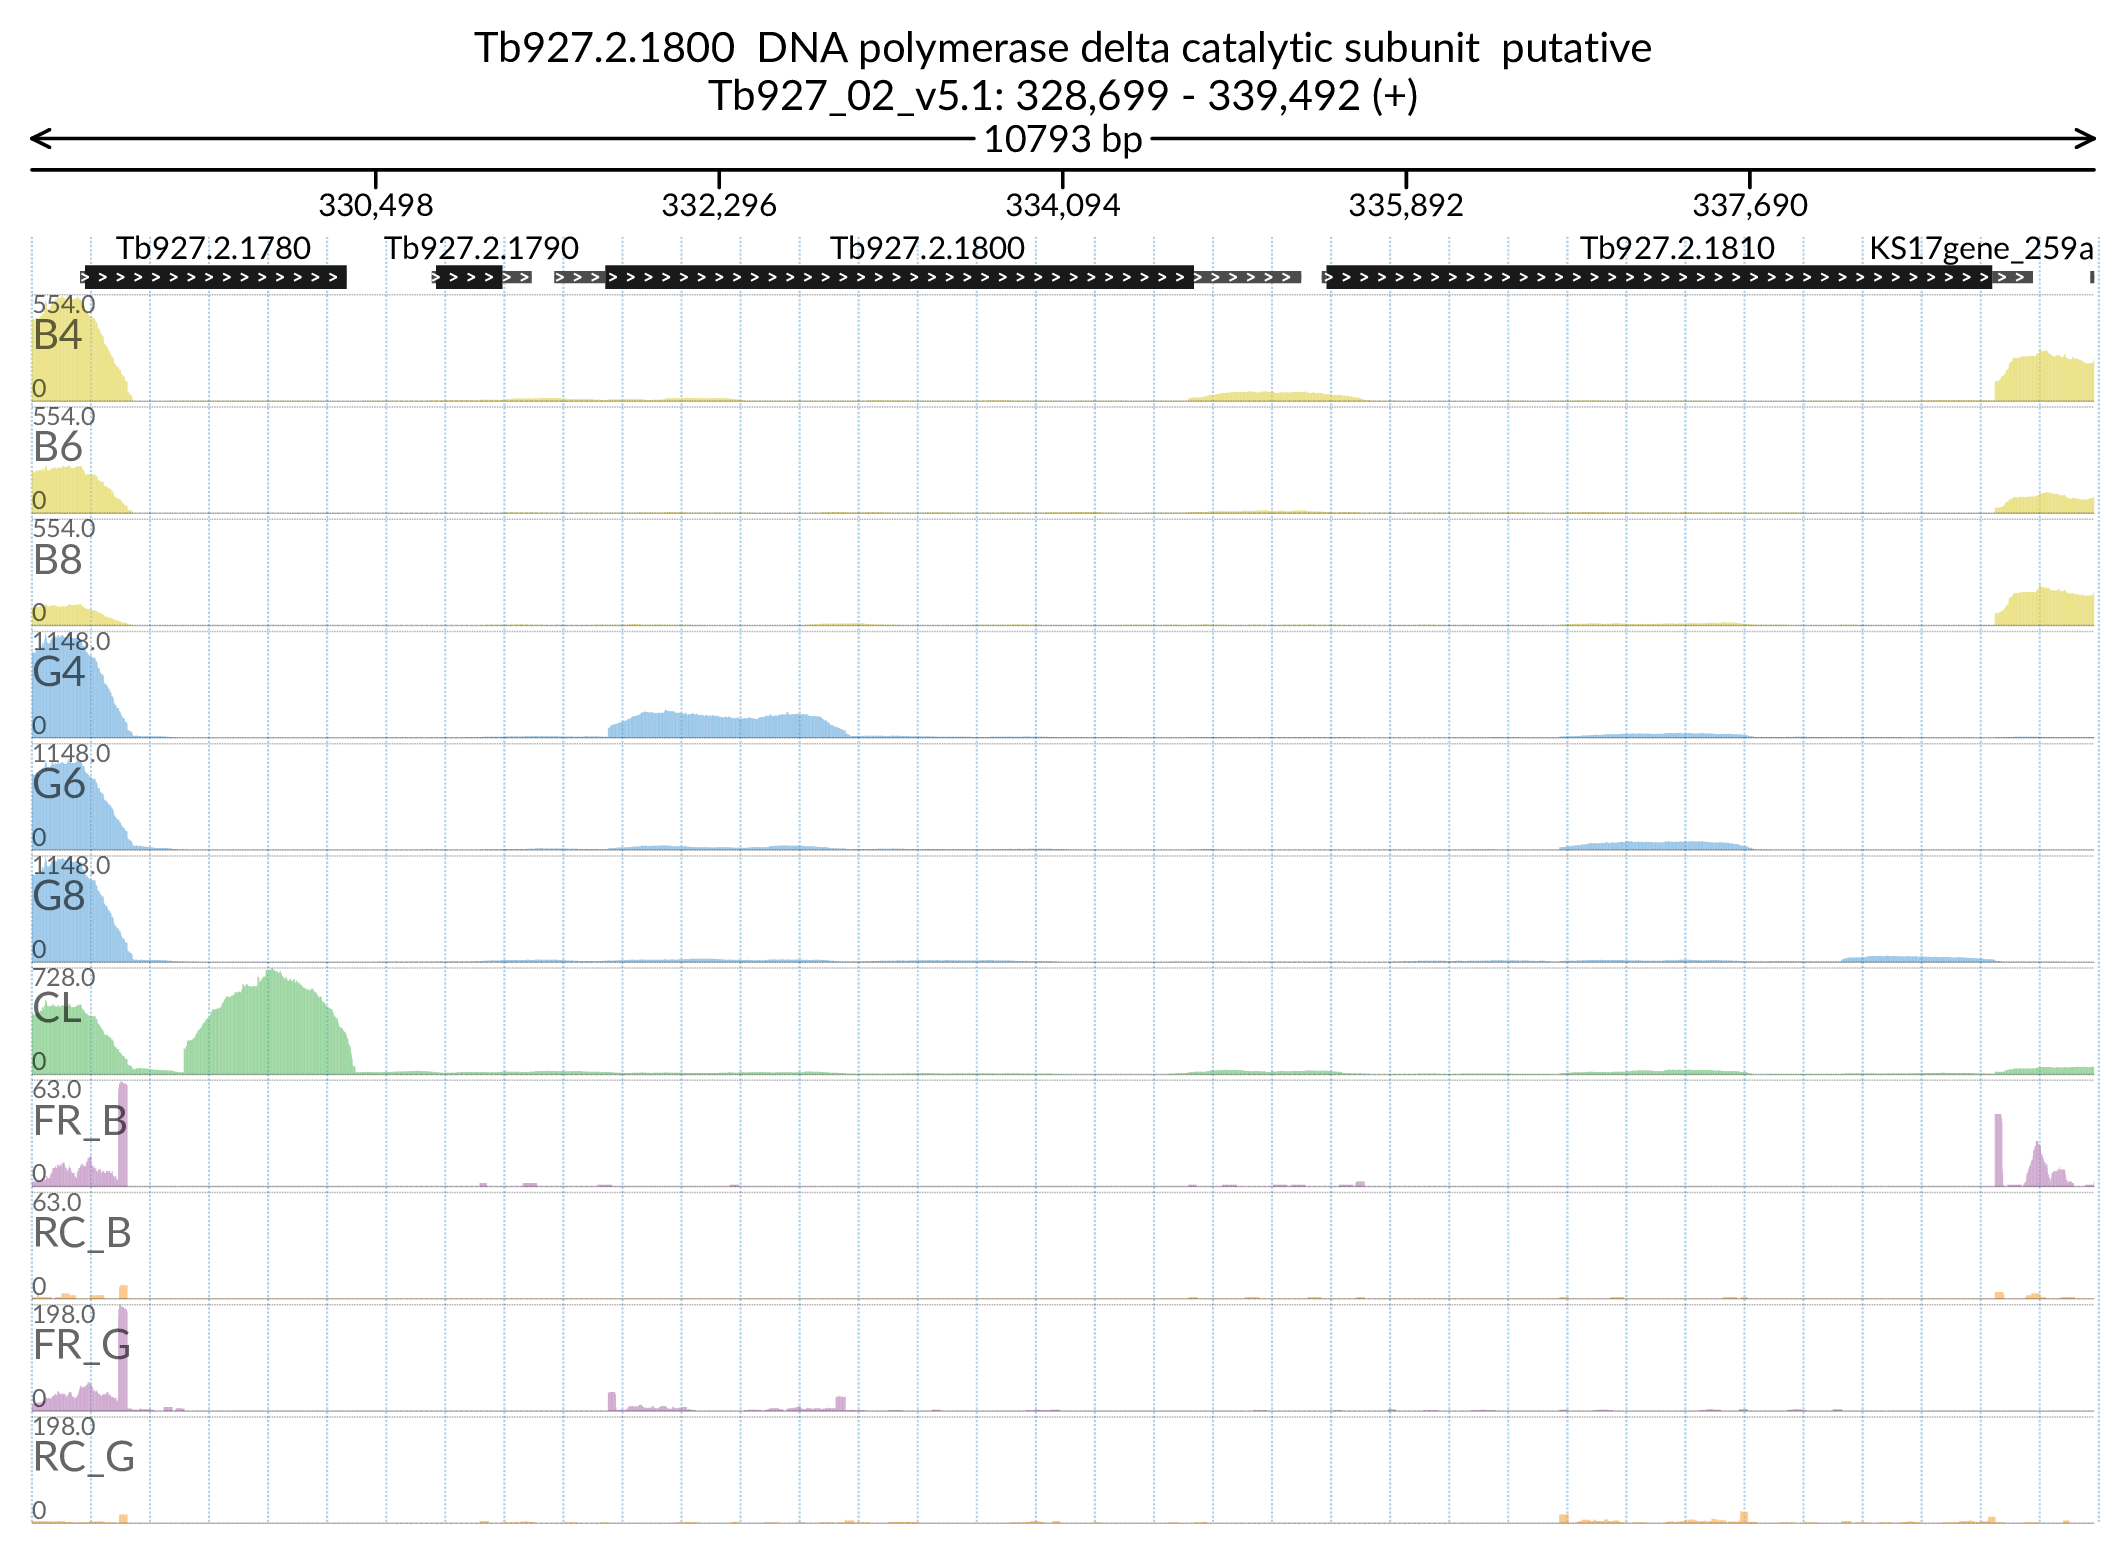 Tb927.2.1800  DNA polymerase delta catalytic subunit  putative
Tb927_02_v5.1: 328,699 - 339,492 (+)
10793 bp
330,498 332,296 334,094 335,892 337,690
Tb927.2.1780 Tb927.2.1790 Tb927.2.1800 Tb927.2.1810 KS17gene_259a
554.0
B4
0
554.0
B6
0
554.0
B8
0
1148.0
G4
0
1148.0
G6
0
1148.0
G8
0
728.0
CL
0
63.0
FR_B
0
63.0
RC_B
0
198.0
FR_G
0
198.0
RC_G
0